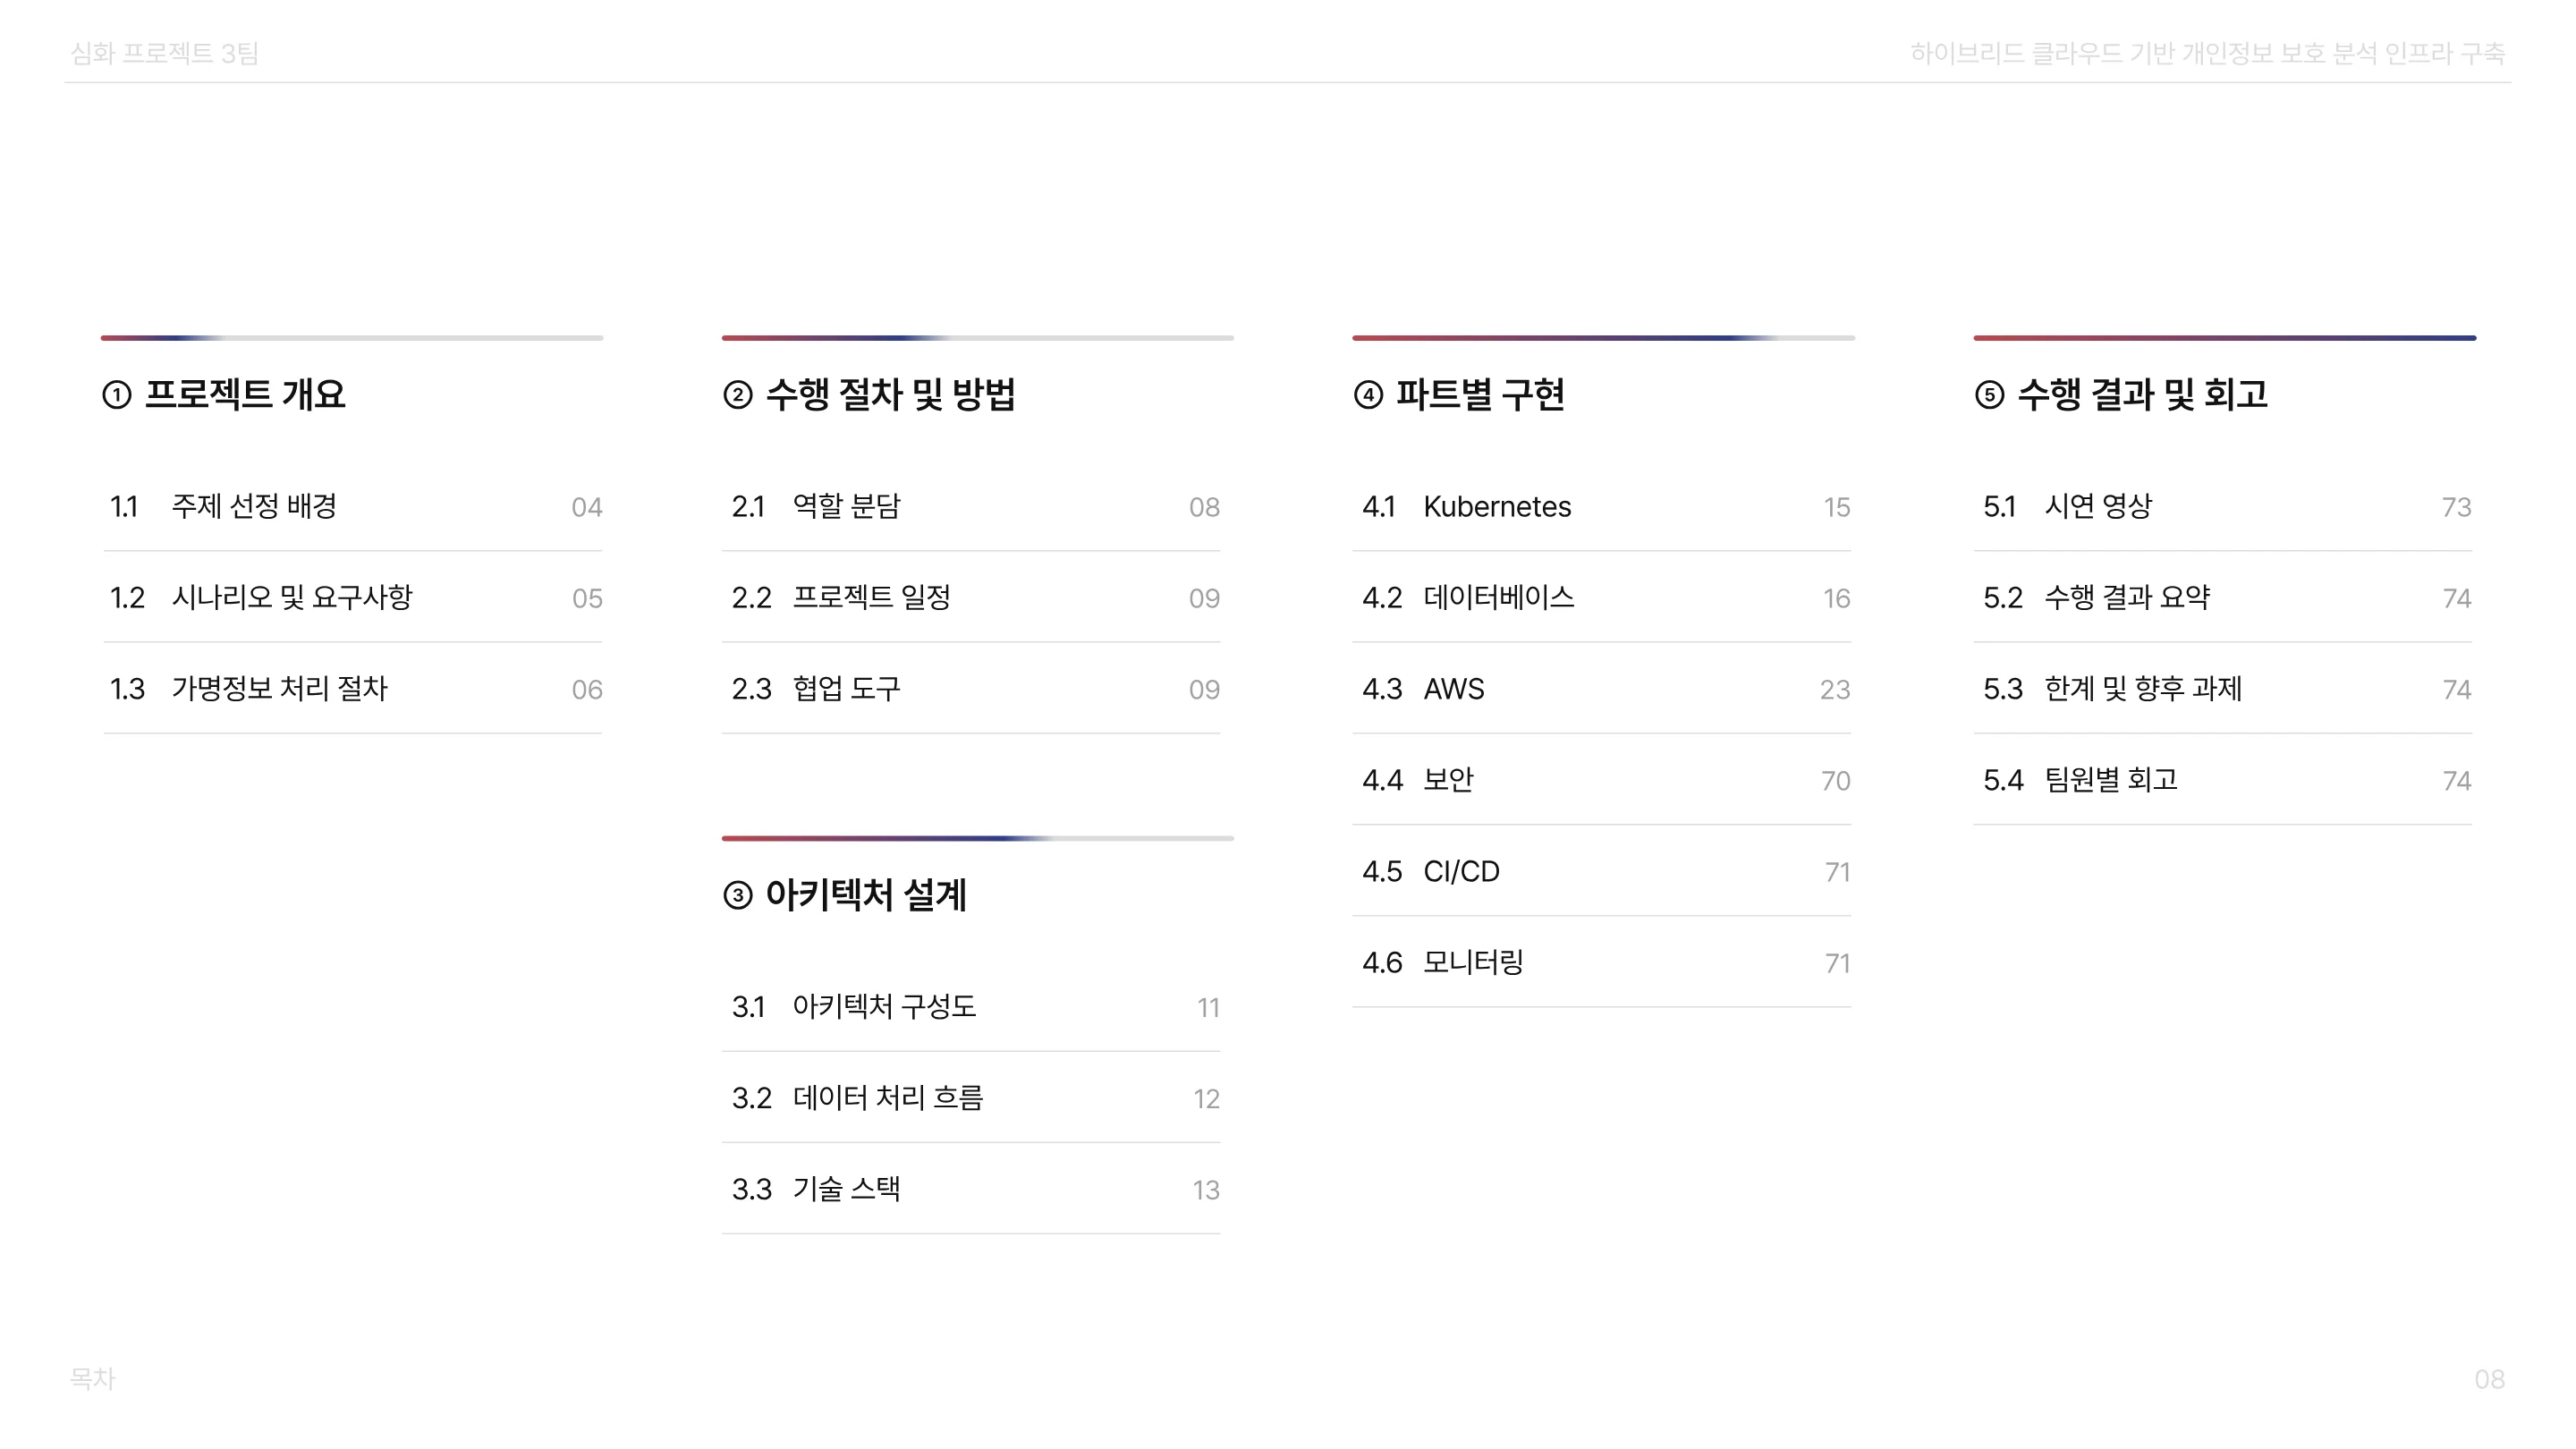 심화 프로젝트 3팀
하이브리드 클라우드 기반 개인정보 보호 분석 인프라 구축
① 프로젝트 개요
1.1 주제 선정 배경 04
1.2 시나리오 및 요구사항 05
1.3 가명정보 처리 절차 06
② 수행 절차 및 방법
2.1 역할 분담 08
2.2 프로젝트 일정 09
2.3 협업 도구 09
③ 아키텍처 설계
3.1 아키텍처 구성도 11
3.2 데이터 처리 흐름 12
3.3 기술 스택 13
④ 파트별 구현
4.1 Kubernetes 15
4.2 데이터베이스 16
4.3 AWS 23
4.4 보안 70
4.5 CI/CD 71
4.6 모니터링 71
⑤ 수행 결과 및 회고
5.1 시연 영상 73
5.2 수행 결과 요약 74
5.3 한계 및 향후 과제 74
5.4 팀원별 회고 74
목차
08